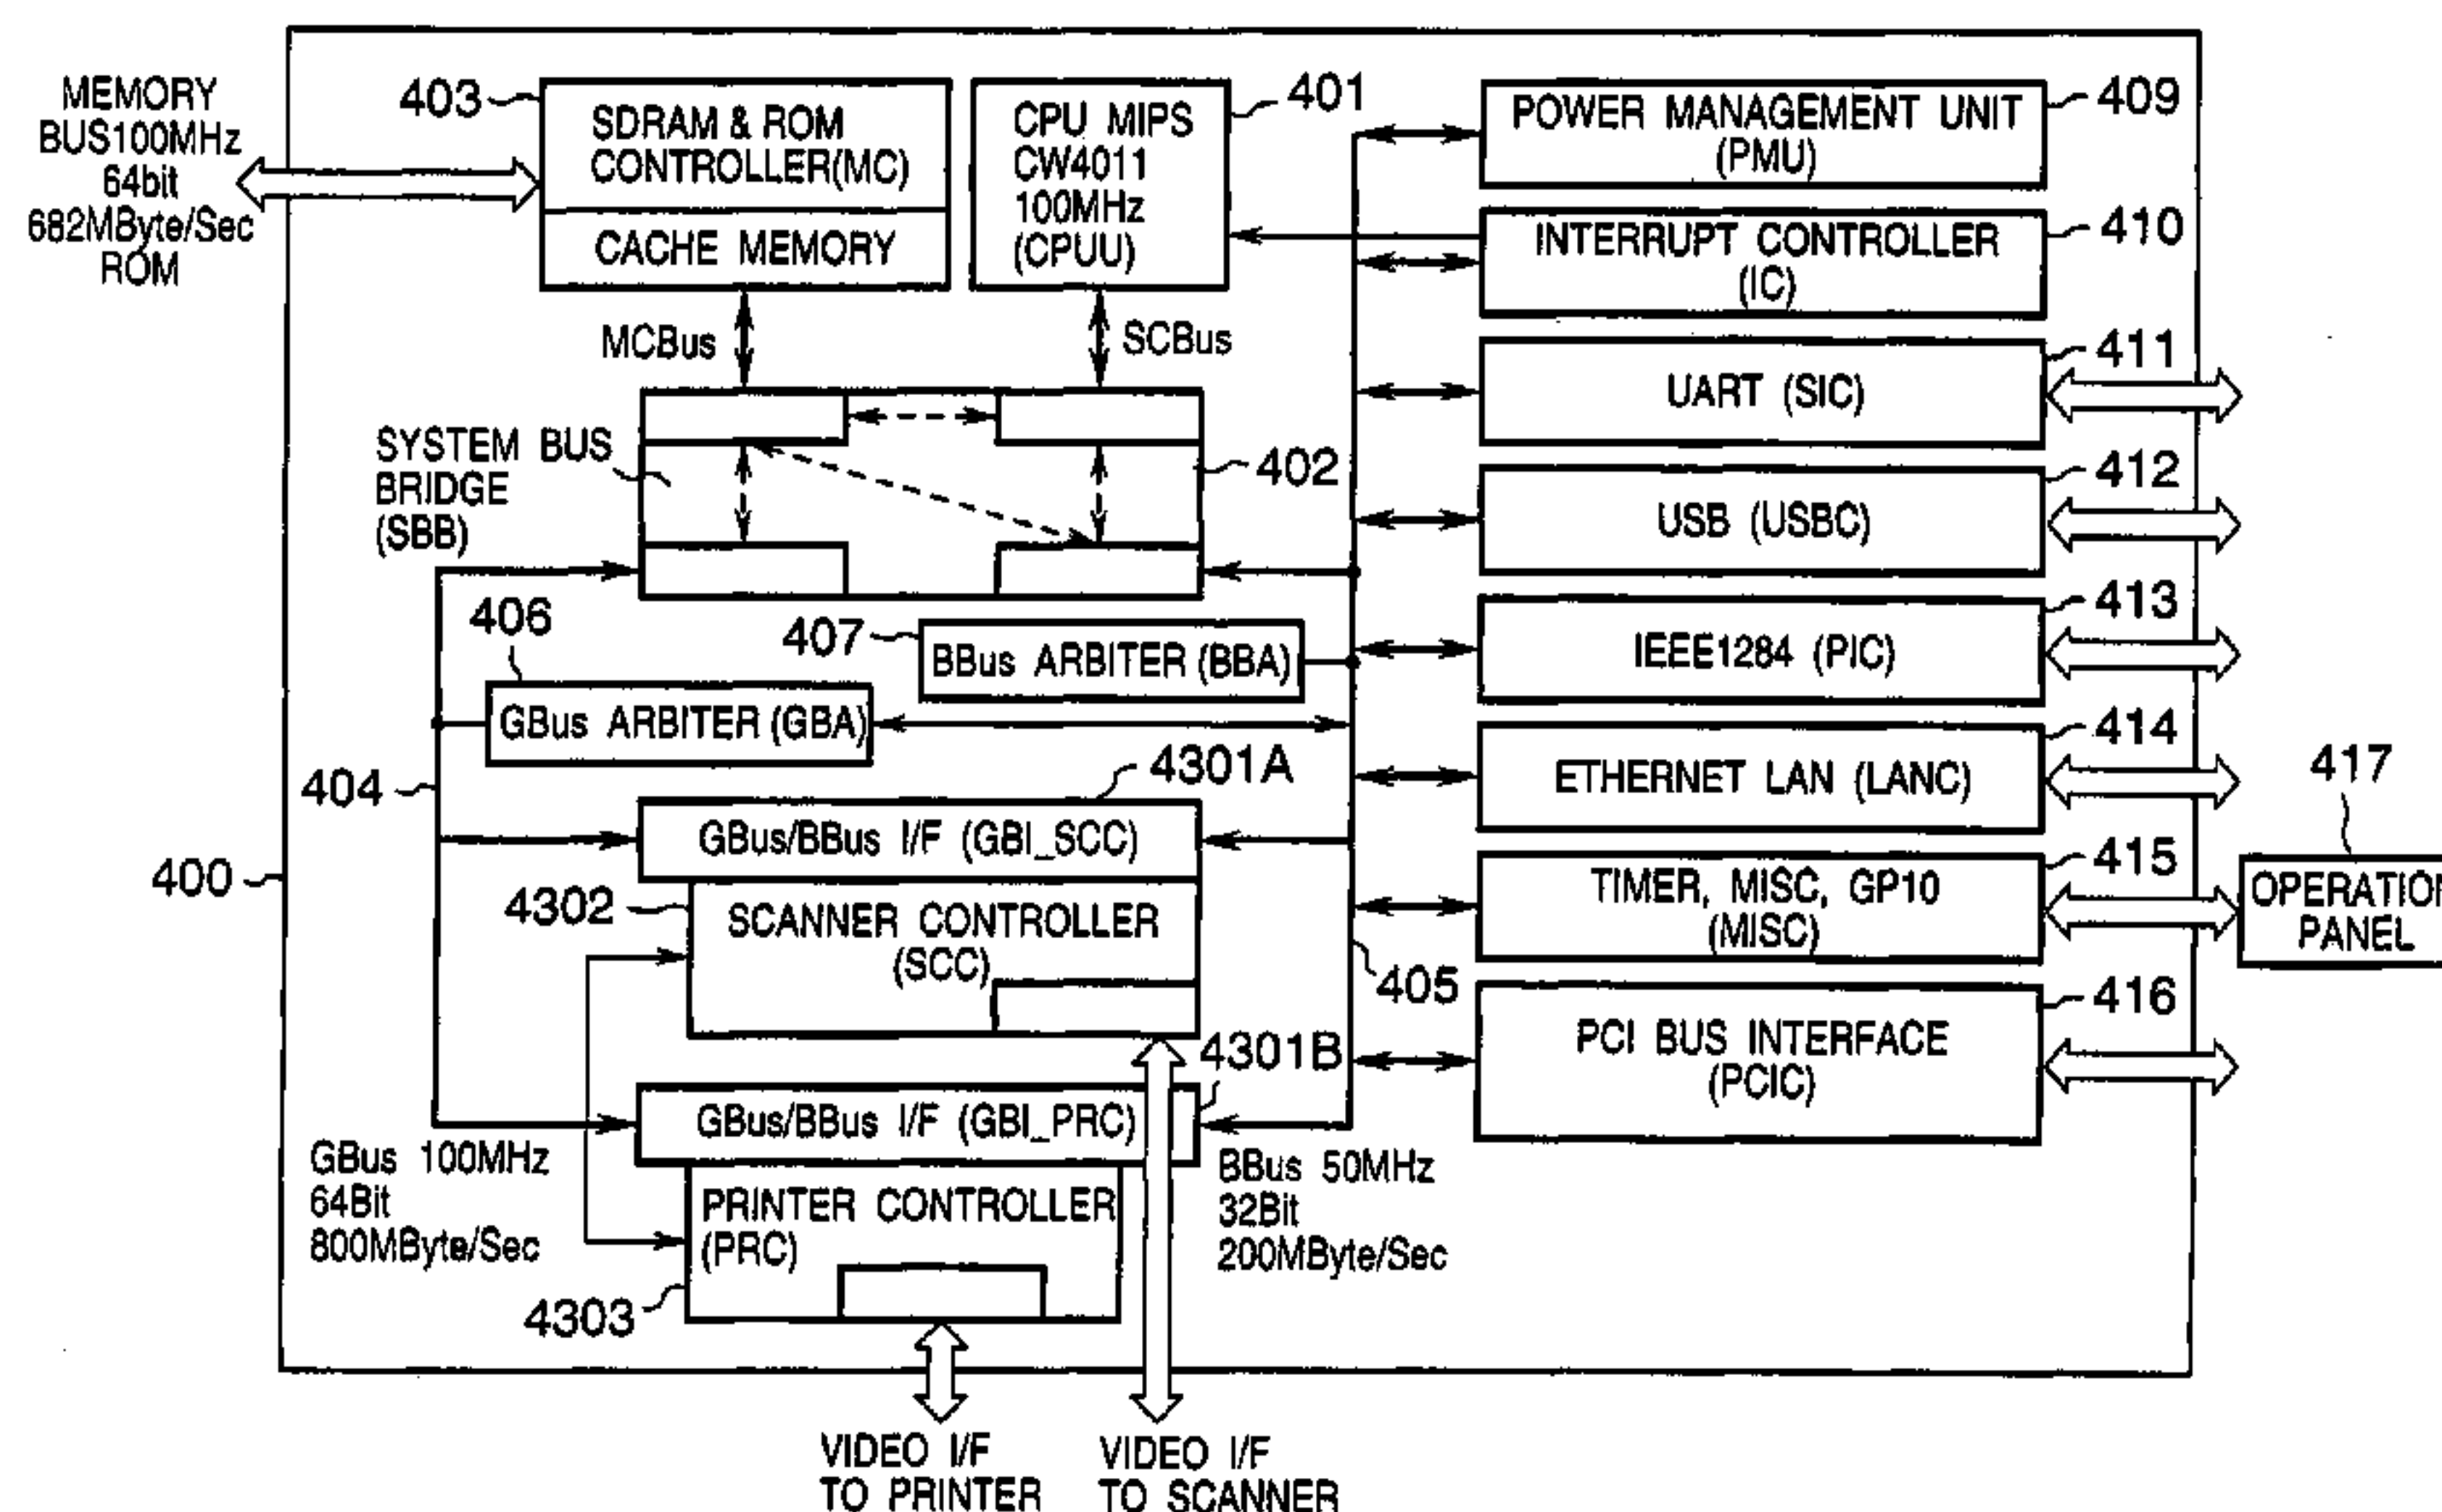 MEMORY
BUS100MHz
64bit
682MByte/Sec
ROM
403
SDRAM & ROM
CONTROLLER(MC)
CACHE MEMORY
401
CPU MIPS
CW4011
100MHz
(CPUU)
MCBus
SCBus
SYSTEM BUS
BRIDGE
(SBB)
402
406
407
BBus ARBITER (BBA)
GBus ARBITER (GBA)
404
400
4301A
GBus/BBus I/F (GBI_SCC)
4302
SCANNER CONTROLLER
(SCC)
405
4301B
GBus/BBus I/F (GBI_PRC)
GBus 100MHz
64Bit
800MByte/Sec
PRINTER CONTROLLER
(PRC)
4303
BBus 50MHz
32Bit
200MByte/Sec
VIDEO I/F
TO PRINTER
VIDEO I/F
TO SCANNER
POWER MANAGEMENT UNIT
(PMU)
409
INTERRUPT CONTROLLER
(IC)
410
UART (SIC)
411
USB (USBC)
412
IEEE1284 (PIC)
413
ETHERNET LAN (LANC)
414
TIMER, MISC, GP10
(MISC)
415
PCI BUS INTERFACE
(PCIC)
416
417
OPERATION
PANEL